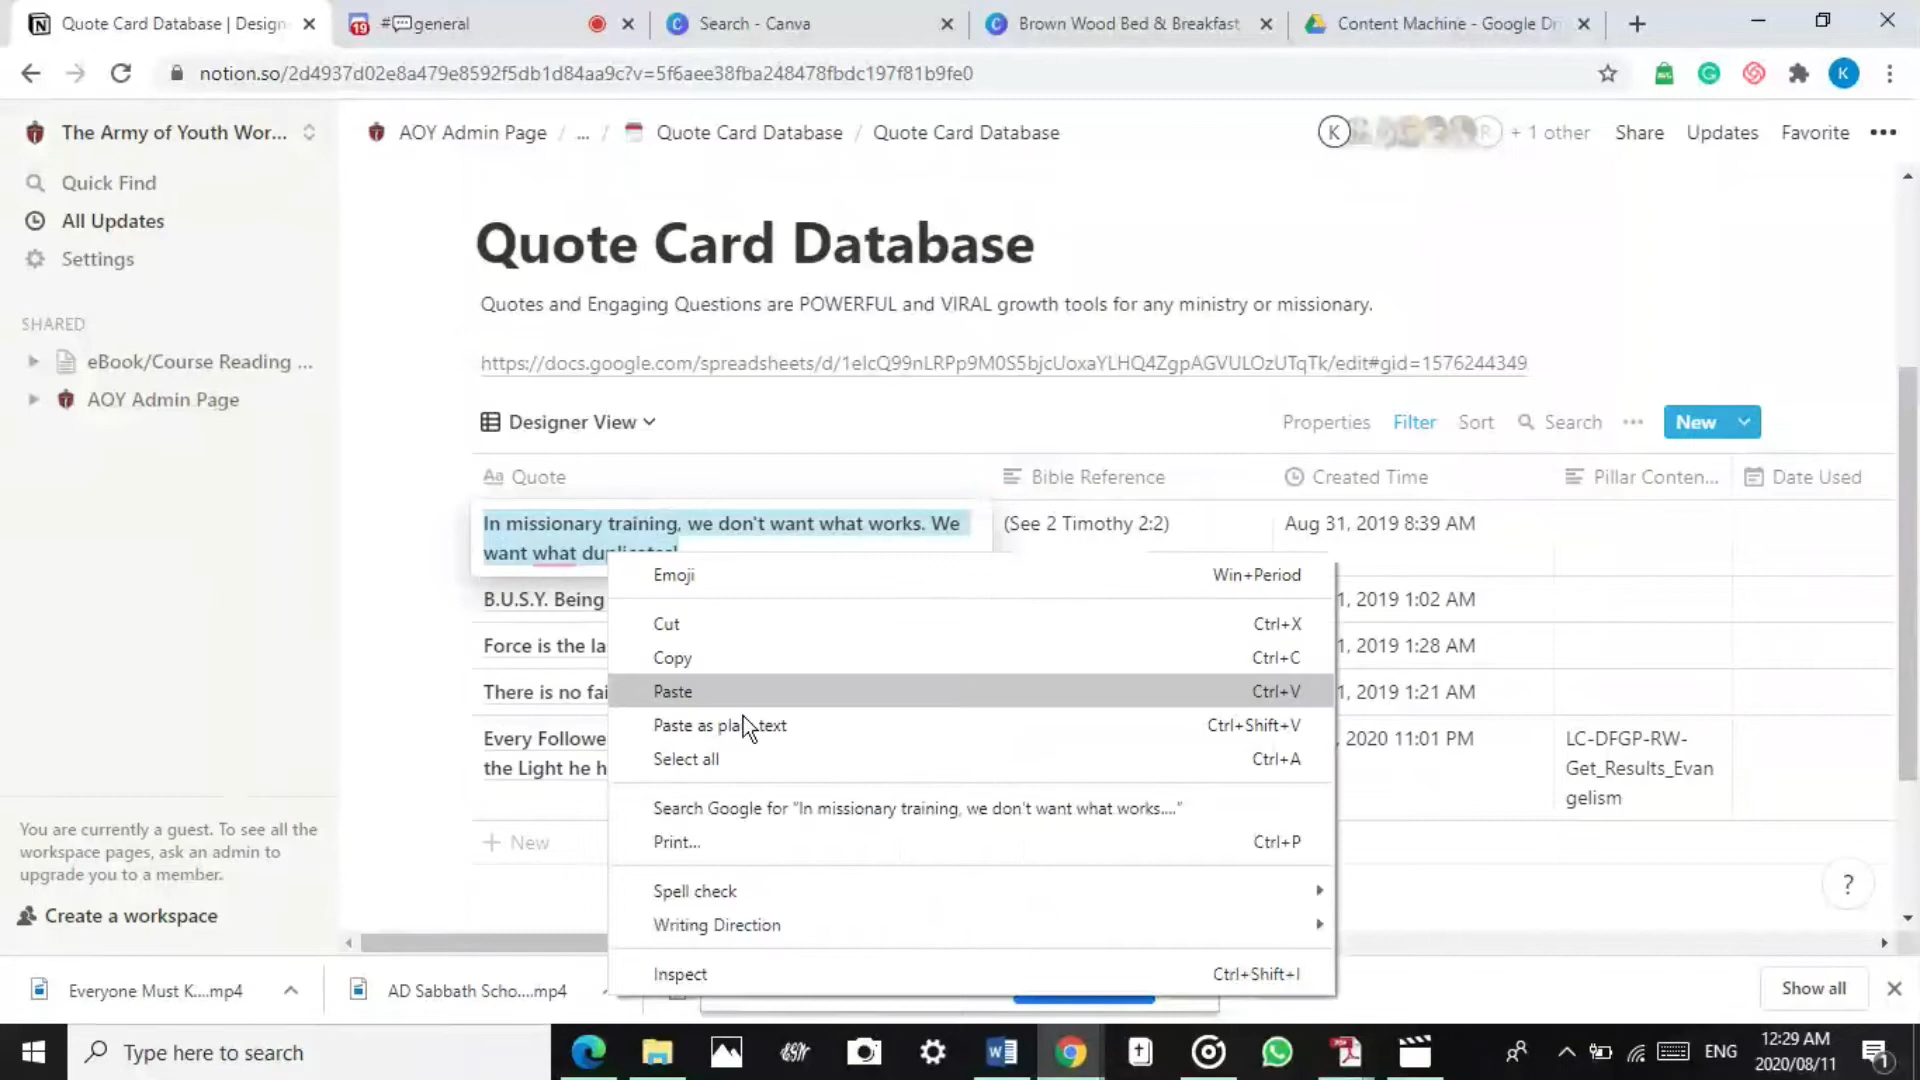 Quote Card Database | Design
19
#general
Search - Canva
Brown Wood Bed & Breakfast
Content Machine - Google Dri
notion.so/2d4937d02e8a479e8592f5db1d84aa9c?v=5f6aee38fba248478fbdc197f81b9fe0
K
The Army of Youth Wor...
AOY Admin Page / ... / Quote Card Database / Quote Card Database
K
R
+ 1 other
Share
Updates
Favorite
Quick Find
All Updates
Settings
SHARED
eBook/Course Reading ...
AOY Admin Page
Quote Card Database
Quotes and Engaging Questions are POWERFUL and VIRAL growth tools for any ministry or missionary.
https://docs.google.com/spreadsheets/d/1elcQ99nLRPp9M0S5bjcUoxaYLHQ4ZgpAGVULOzUTqTk/edit#gid=1576244349
Designer View
Properties
Filter
Sort
Search
New
Aa Quote
Bible Reference
Created Time
Pillar Conten...
Date Used
In missionary training, we don't want what works. We
want what duplicates!
(See 2 Timothy 2:2)
Aug 31, 2019 8:39 AM
B.U.S.Y. Being
1, 2019 1:02 AM
Force is the la
1, 2019 1:28 AM
There is no fai
1, 2019 1:21 AM
Every Followe
the Light he h
, 2020 11:01 PM
LC-DFGP-RW-
Get_Results_Evan
gelism
+ New
Emoji Win+Period
Cut Ctrl+X
Copy Ctrl+C
Paste Ctrl+V
Paste as plain text Ctrl+Shift+V
Select all Ctrl+A
Search Google for “In missionary training, we don't want what works....”
Print... Ctrl+P
Spell check
Writing Direction
Inspect Ctrl+Shift+I
?
You are currently a guest. To see all the
workspace pages, ask an admin to
upgrade you to a member.
Create a workspace
Everyone Must K....mp4
AD Sabbath Scho....mp4
Show all
Type here to search
EGW
ENG
12:29 AM
2020/08/11
1